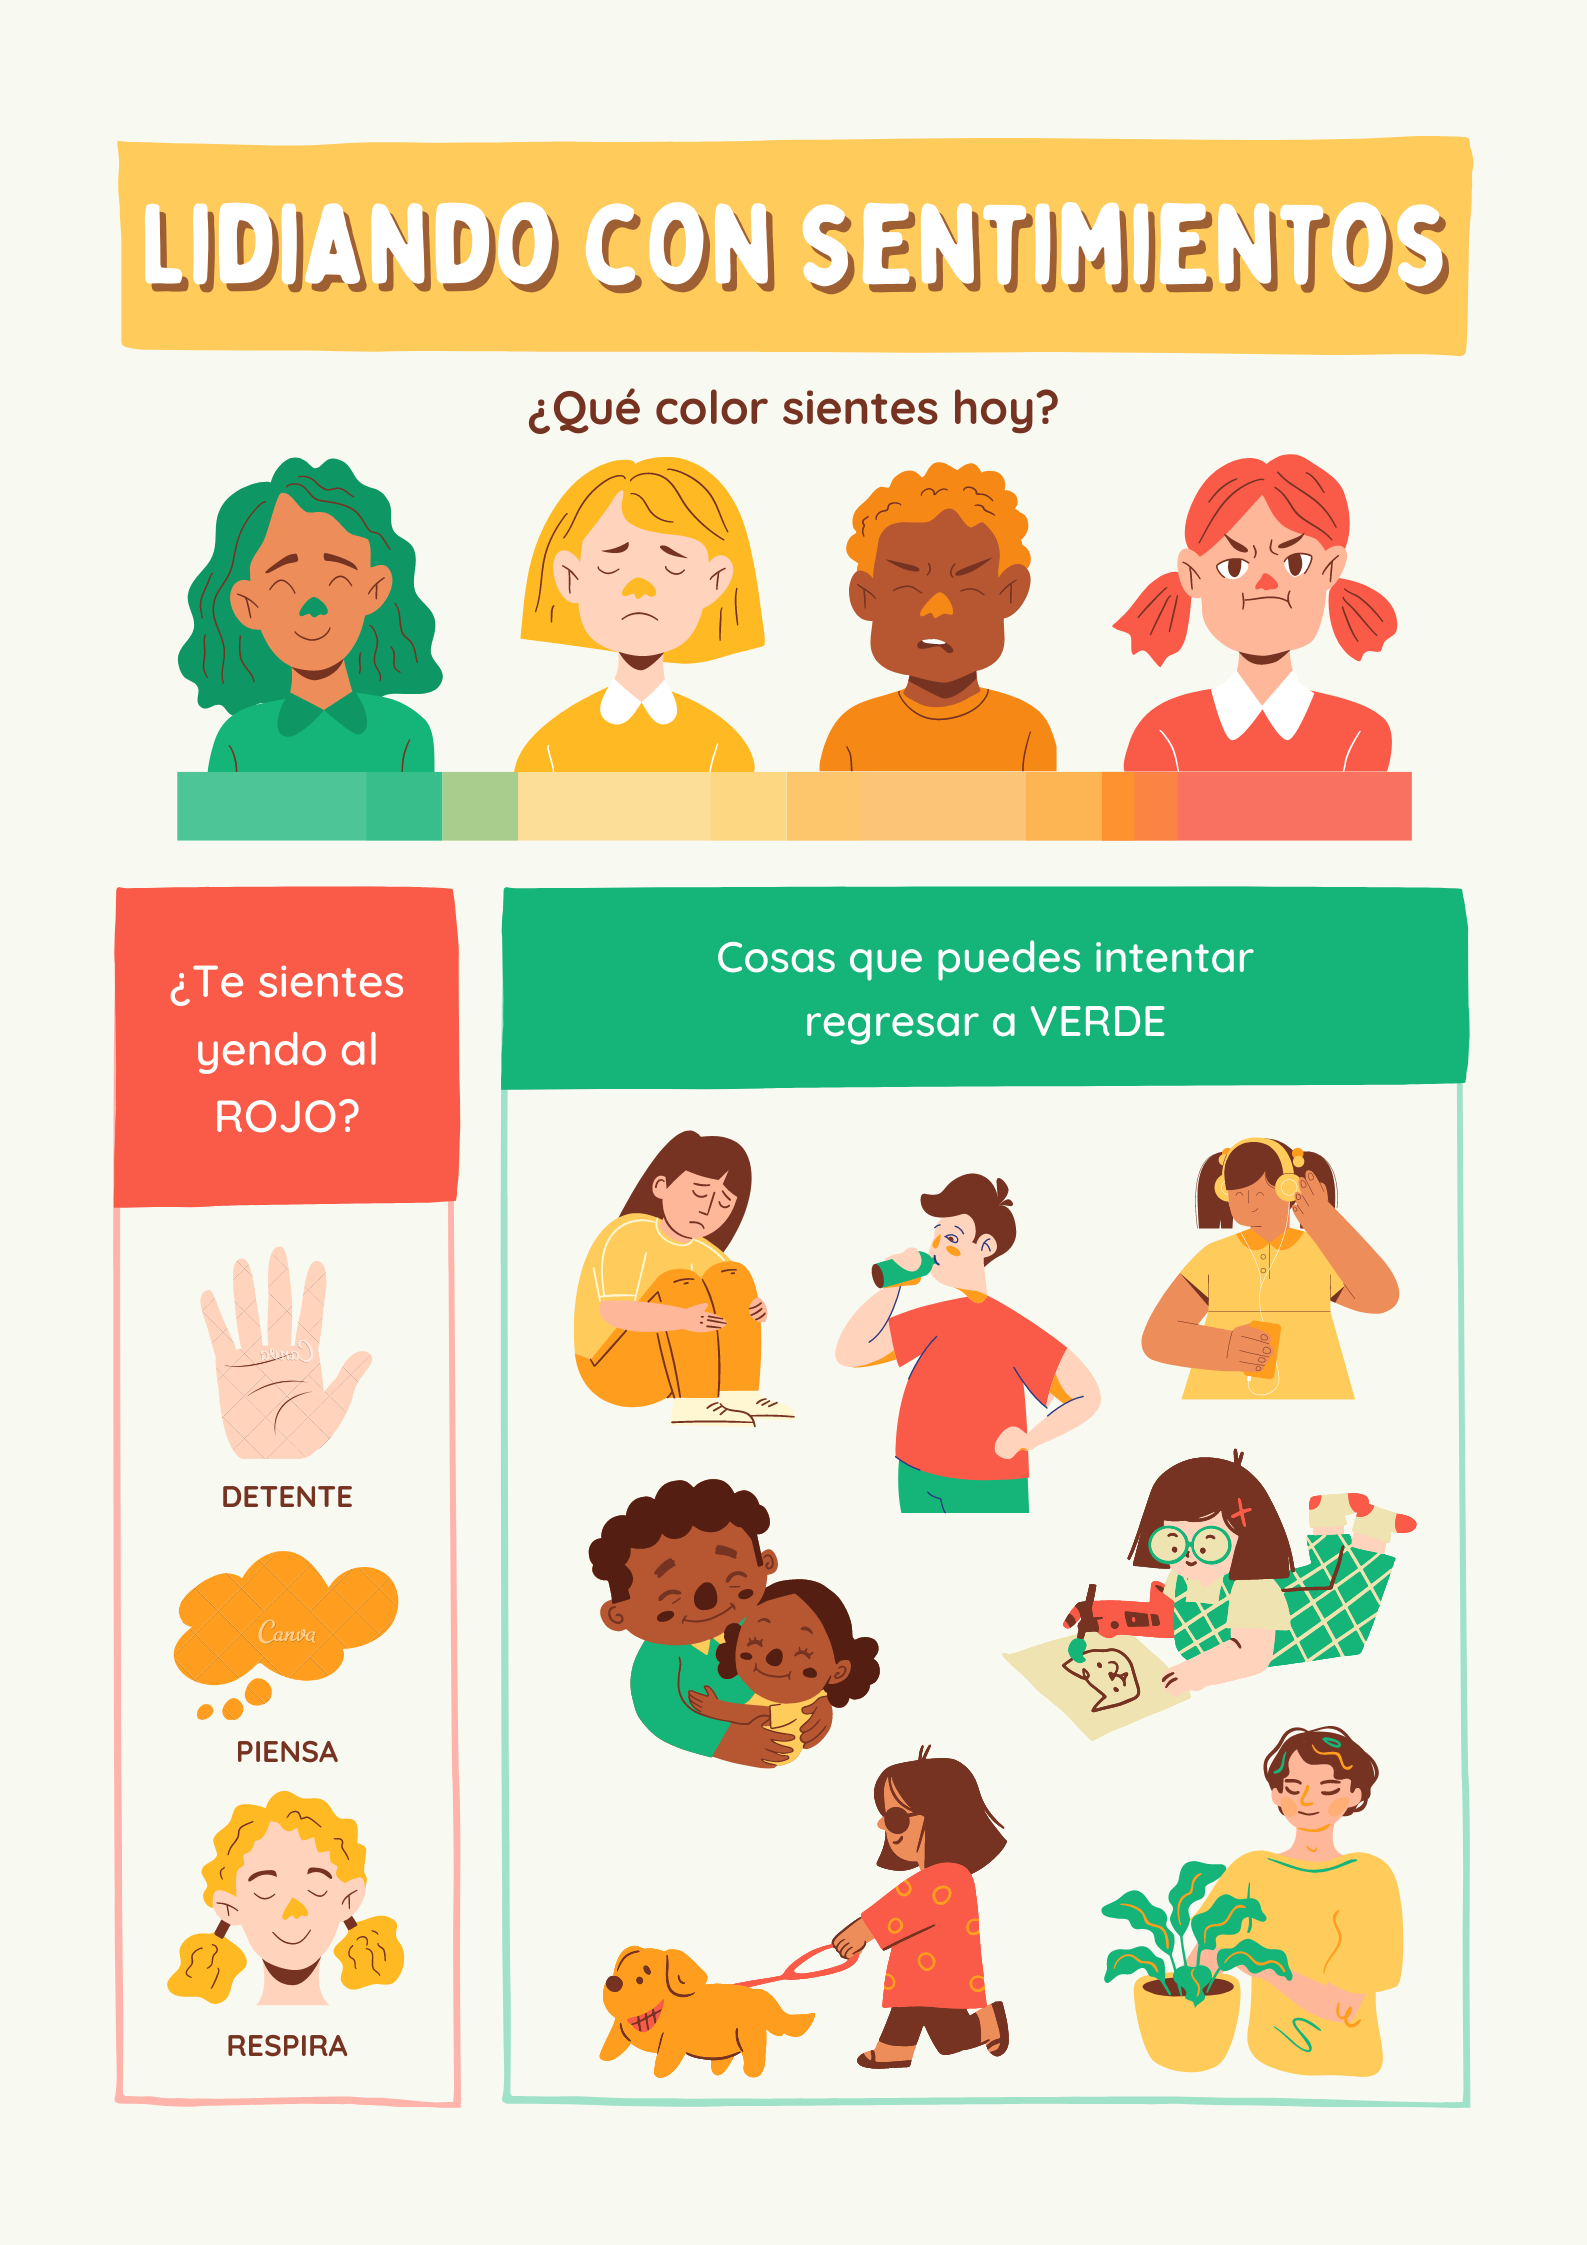 LIDIANDO CON SENTIMIENTOS
¿Qué color sientes hoy?
¿Te sientes
yendo al
ROJO?
DETENTE
Canva
PIENSA
RESPIRA
Cosas que puedes intentar
regresar a VERDE